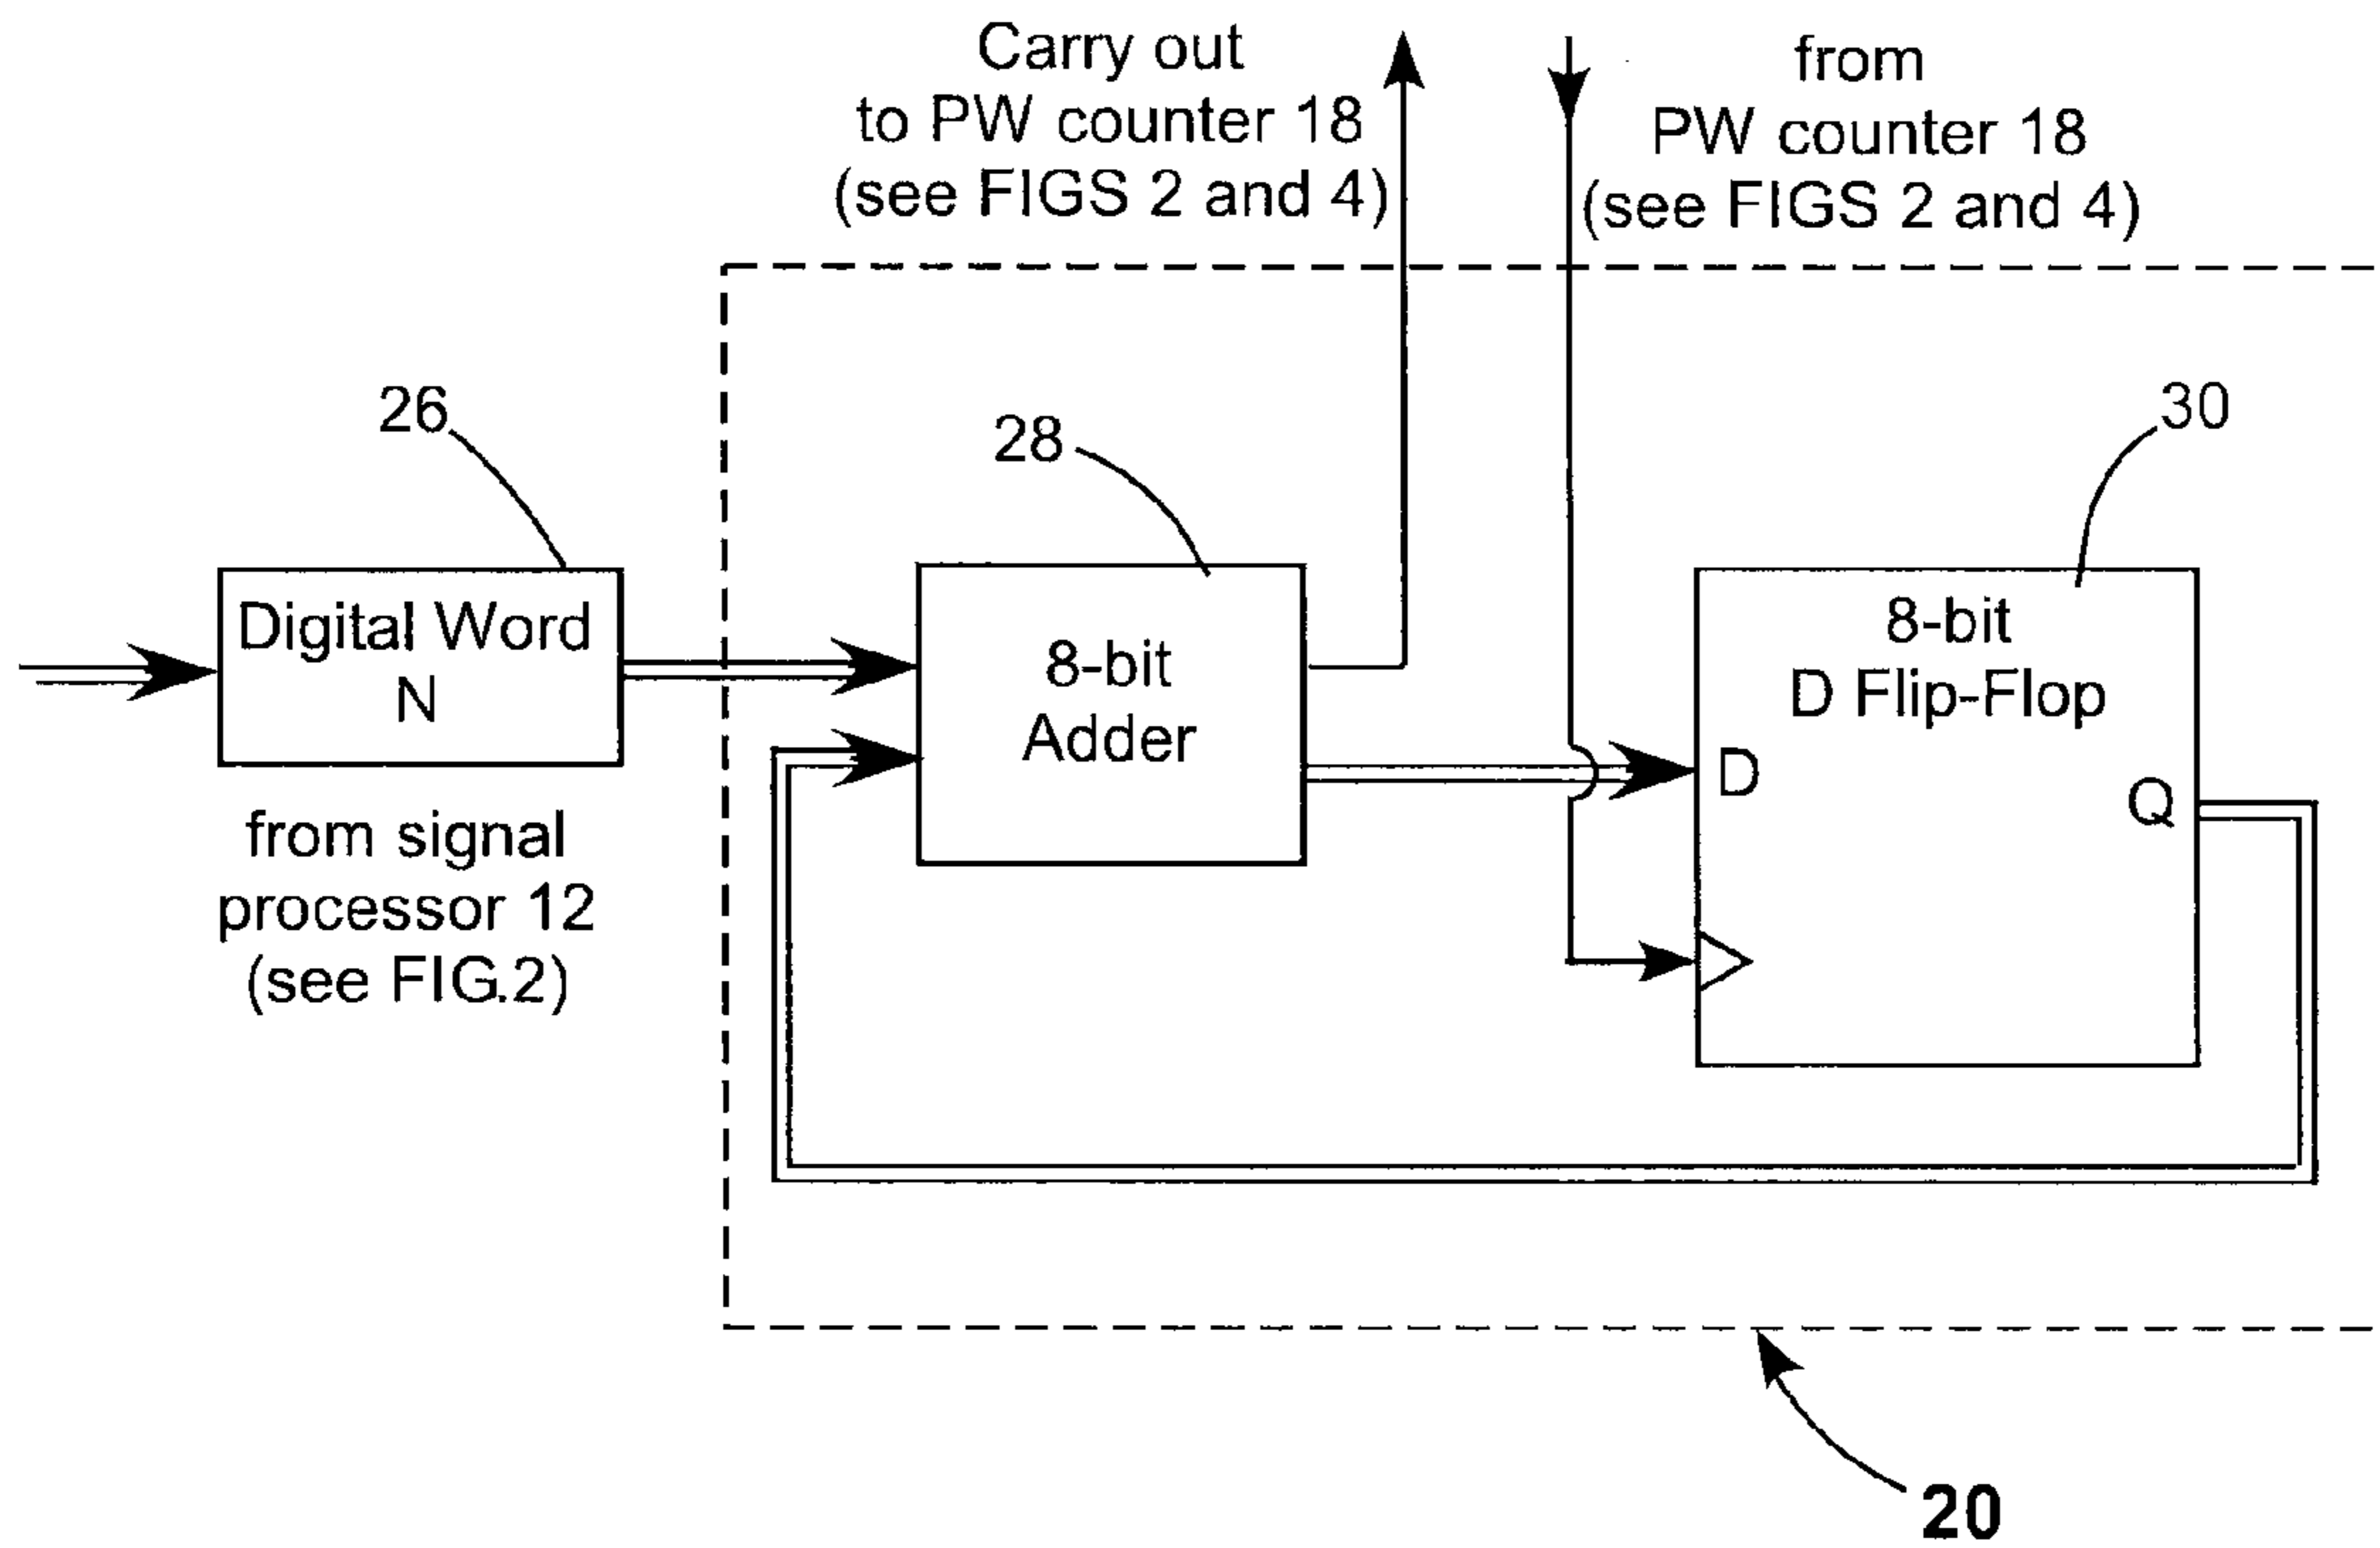 Carry out
to PW counter 18
(see FIGS 2 and 4)
from
PW counter 18
(see FIGS 2 and 4)
26
28
30
Digital Word
N
8-bit
Adder
8-bit
D Flip-Flop
D
Q
from signal
processor 12
(see FIG.2)
20